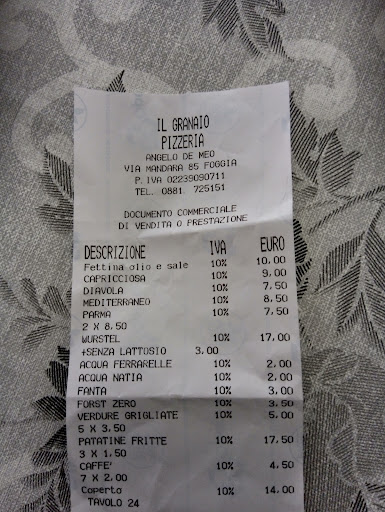 IL GRANAIO
PIZZERIA
ANGELO DE MEO
VIA MANDARA 85 FOGGIA
P.IVA 02239090711
TEL. 0881 725151
DOCUMENTO COMMERCIALE
DI VENDITA O PRESTAZIONE
DESCRIZIONE IVA EURO
Fettina olio e sale 10% 10,00
CAPRICCIOSA 10% 9,00
DIAVOLA 10% 7,50
MEDITERRANEO 10% 8,50
PARMA 10% 7,50
2 X 8,50
WURSTEL 10% 17,00
+SENZA LATTOSIO 3,00
ACQUA FERRARELLE 10% 2,00
ACQUA NATIA 10% 2,00
FANTA 10% 3,00
FORST ZERO 10% 3,50
VERDURE GRIGLIATE 10% 5,00
5 X 3,50
PATATINE FRITTE 10% 17,50
3 X 1,50
CAFFE' 10% 4,50
7 X 2,00
Coperto 10% 14,00
TAVOLO 24